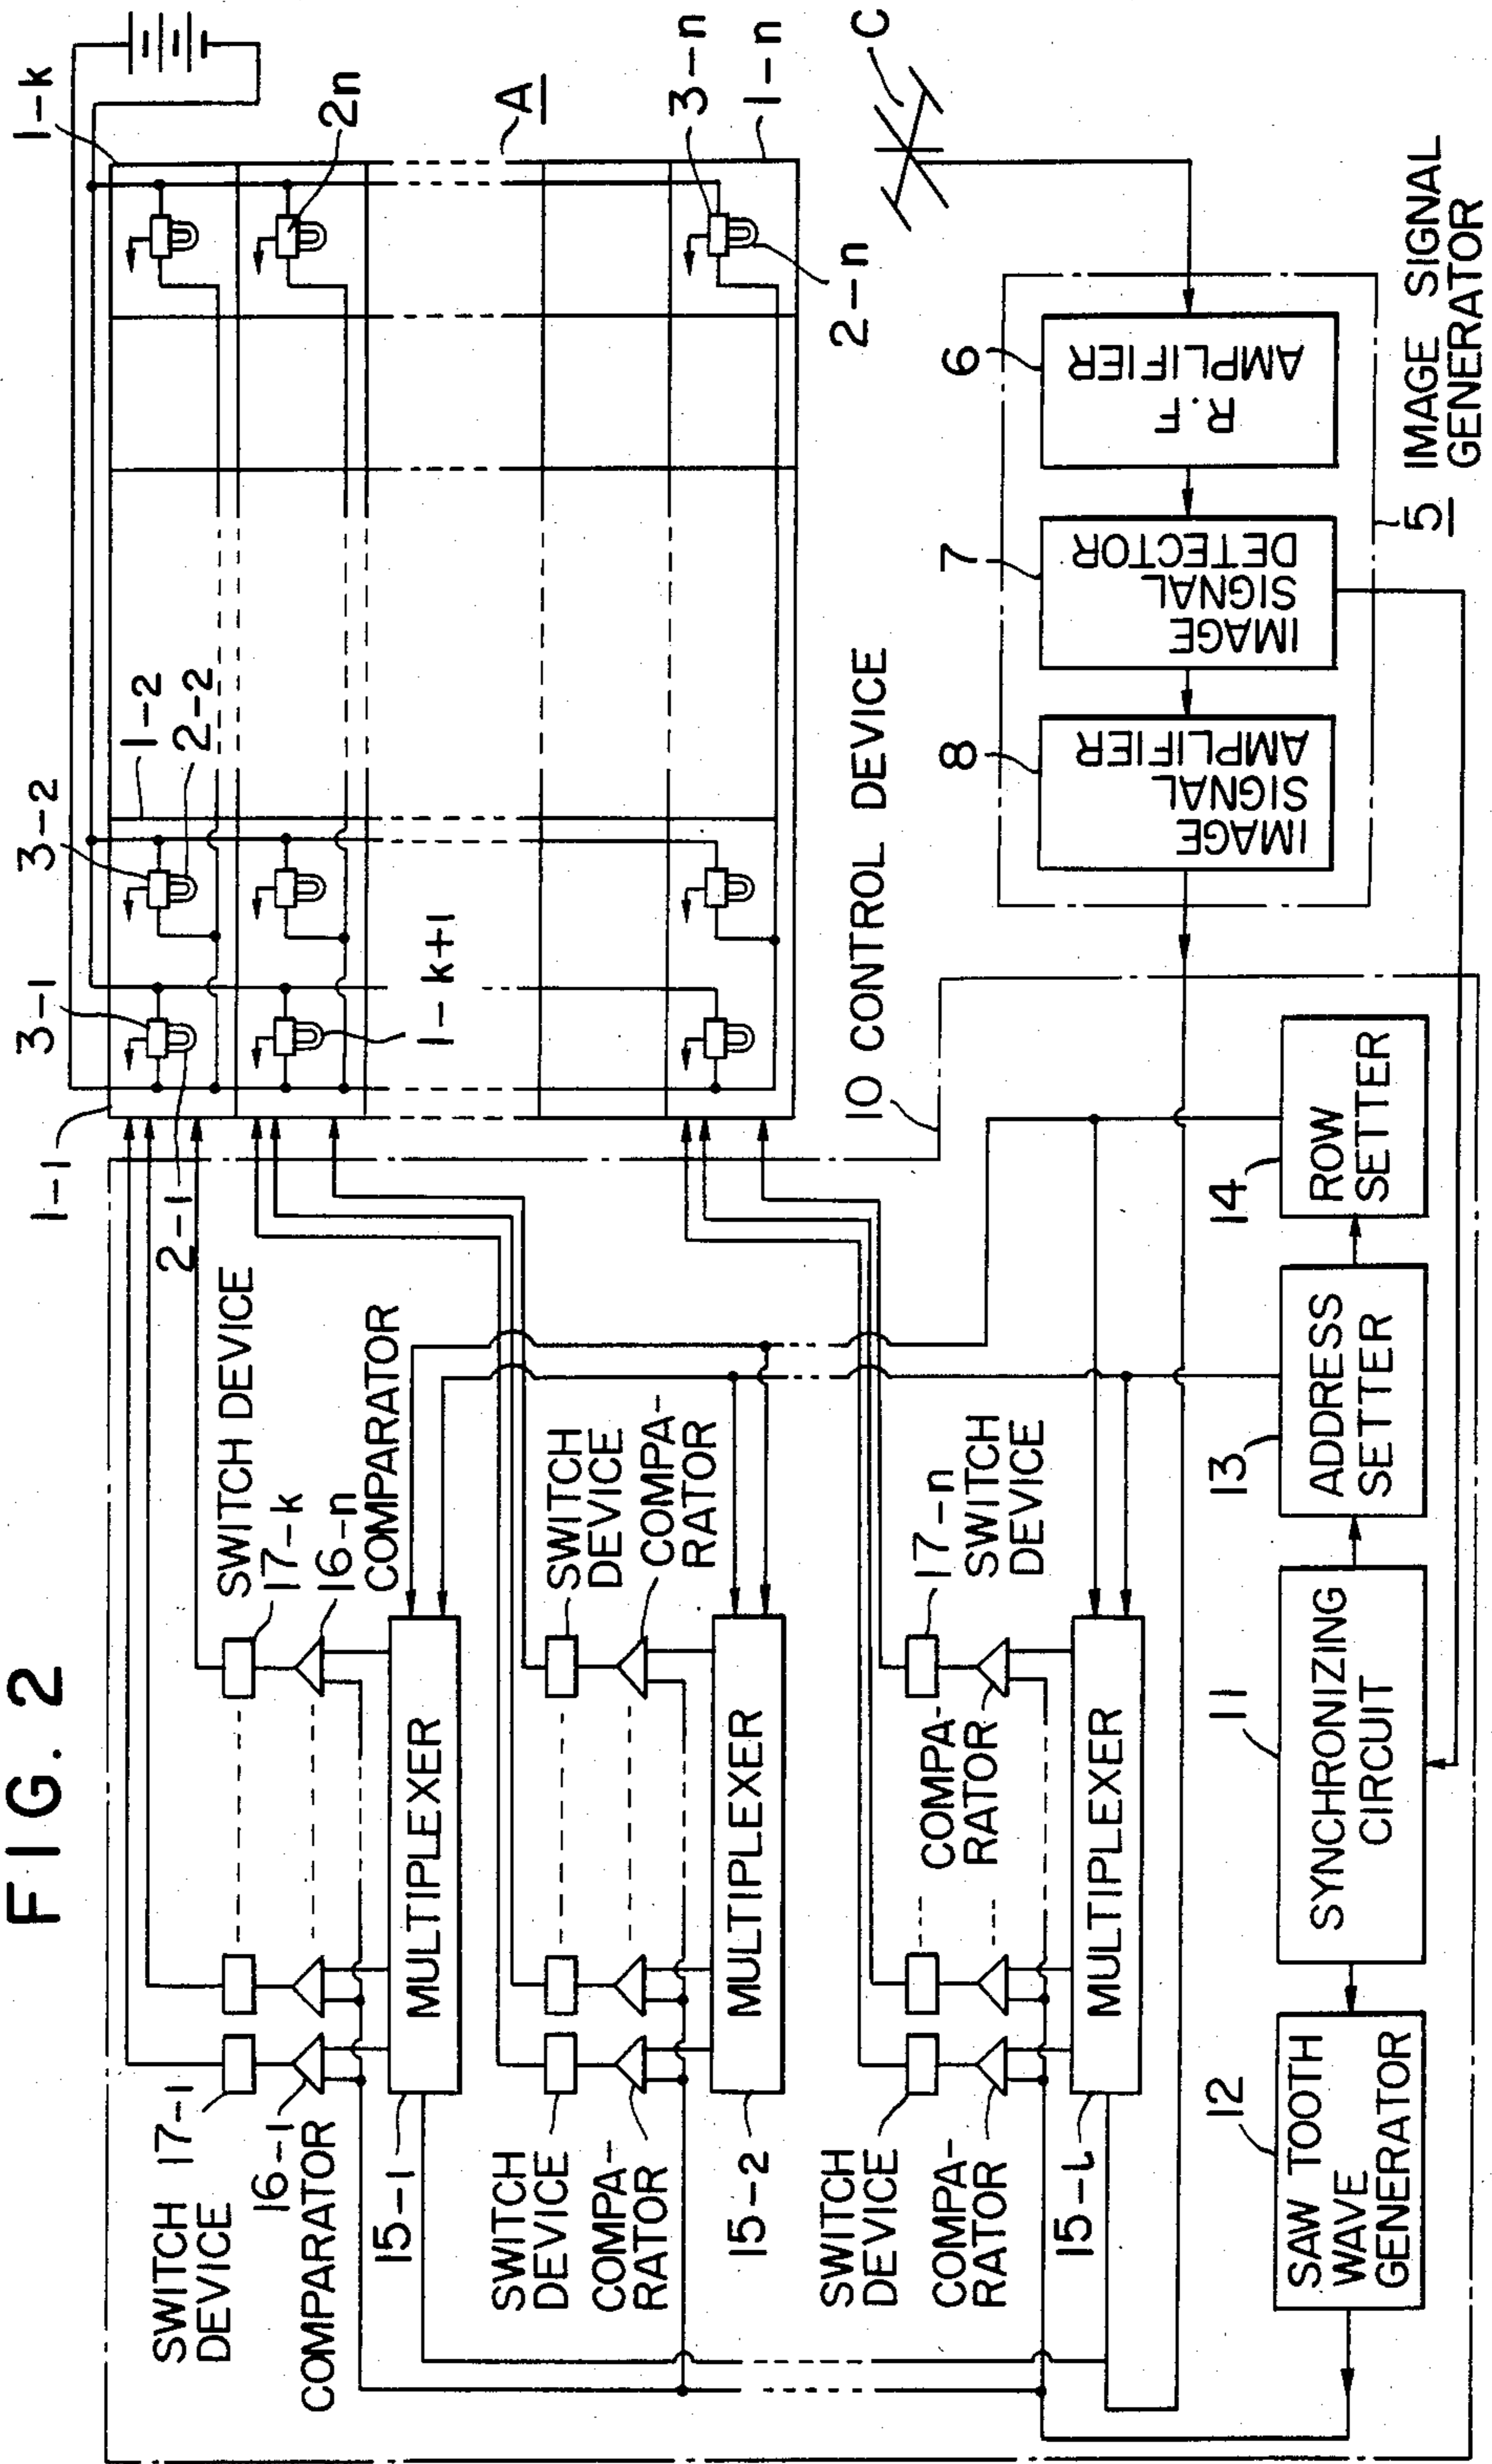 FIG. 2
SWITCH
DEVICE
17-1
16-1
COMPARATOR
15-1
SWITCH DEVICE
17-k
16-n
COMPARATOR
MULTIPLEXER
SWITCH
DEVICE
COMPA-
RATOR
15-2
SWITCH
DEVICE
COMPA-
RATOR
MULTIPLEXER
SWITCH
DEVICE
COMPA-
RATOR
15-L
COMPA-
RATOR
17-n
SWITCH
DEVICE
MULTIPLEXER
12
SAW TOOTH
WAVE
GENERATOR
11
SYNCHRONIZING
CIRCUIT
13
ADDRESS
SETTER
14
ROW
SETTER
10 CONTROL DEVICE
1-1
2-1
3-1
3-2
1-2
2-2
1-k+1
1-k
2n
A
3-n
1-n
2-n
C
8
IMAGE
SIGNAL
AMPLIFIER
7
IMAGE
SIGNAL
DETECTOR
6
R.F
AMPLIFIER
5 IMAGE SIGNAL
GENERATOR